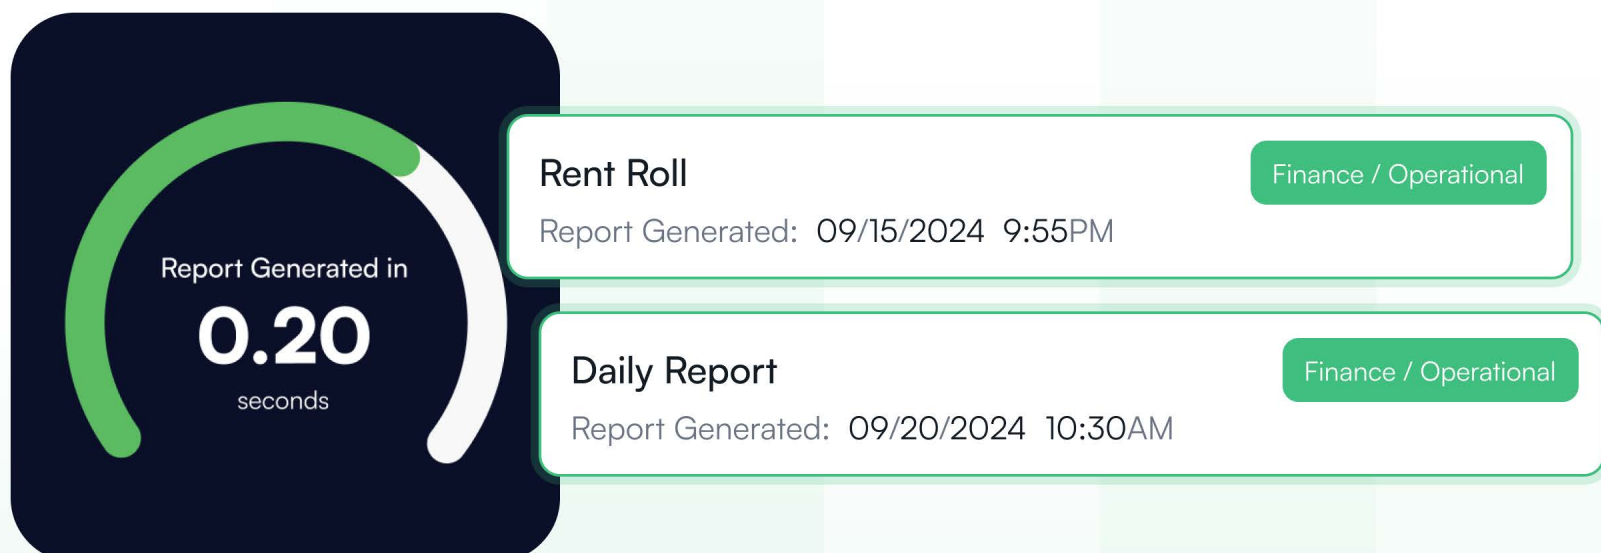 Report Generated in
0.20
seconds
Rent Roll
Finance / Operational
Report Generated: 09/15/2024 9:55PM
Daily Report
Finance / Operational
Report Generated: 09/20/2024 10:30AM